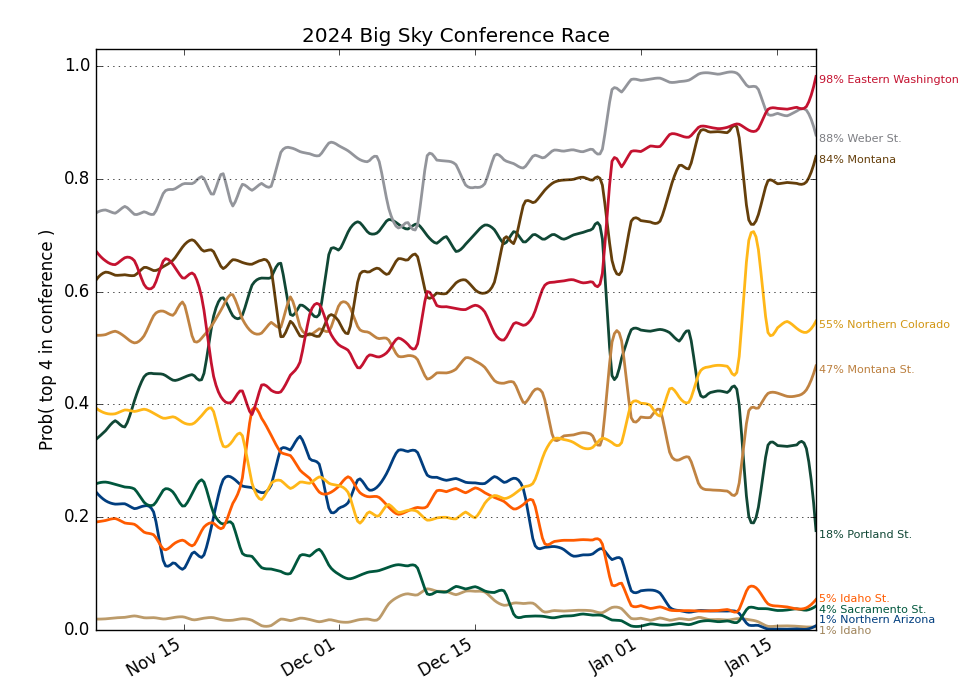 2024 Big Sky Conference Race
Prob( top 4 in conference )
1.0
0.8
0.6
0.4
0.2
0.0
Nov 15
Dec 01
Dec 15
Jan 01
Jan 15
98% Eastern Washington
88% Weber St.
84% Montana
55% Northern Colorado
47% Montana St.
18% Portland St.
5% Idaho St.
4% Sacramento St.
1% Northern Arizona
1% Idaho